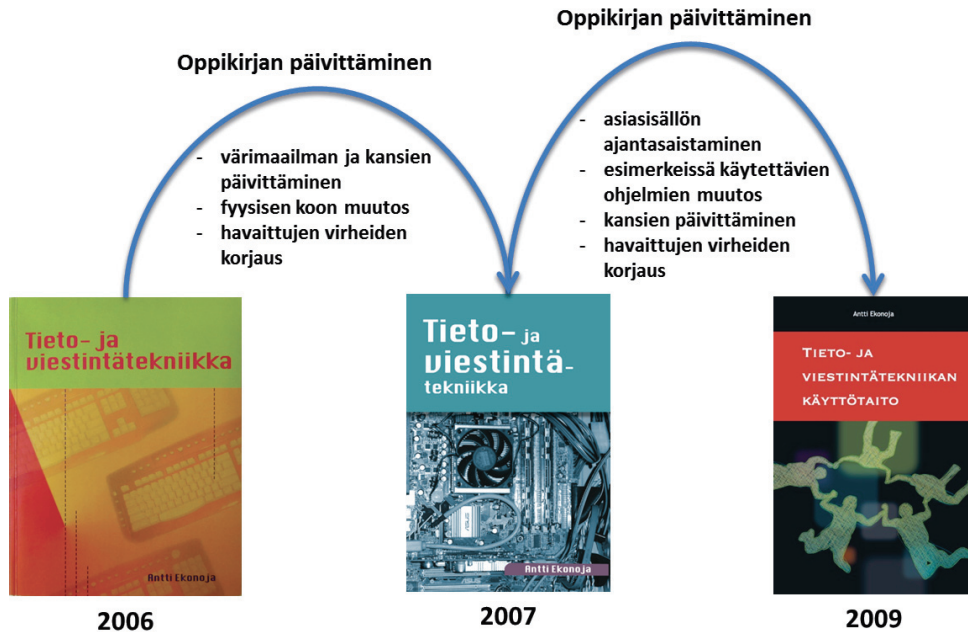 Oppikirjan päivittäminen
- värimaailman ja kansien
päivittäminen
- fyysisen koon muutos
- havaittujen virheiden
korjaus
Oppikirjan päivittäminen
- asiasisällön
ajantasaistaminen
- esimerkeissä käytettävien
ohjelmien muutos
- kansien päivittäminen
- havaittujen virheiden
korjaus
Tieto- ja
viestintätekniikka
Antti Ekonoja
2006
Tieto- ja
viestintä-
tekniikka
ASUS
ASUS
Antti Ekonoja
2007
Antti Ekonoja
TIETO- JA
VIESTINTÄTEKNIIKAN
KÄYTTÖTAITO
2009